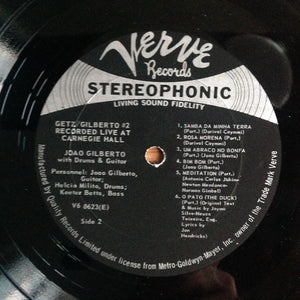 Verve
Records
STEREOPHONIC
LIVING SOUND FIDELITY
GETZ/GILBERTO #2
RECORDED LIVE AT
CARNEGIE HALL
JOAO GILBERTO
with Drums & Guitar
Personnel: Joao Gilberto,
Guitar;
Helcio Milito, Drums;
Keeter Betts, Bass
V6 8623(E)
Side 2
1. SAMBA DA MINHA TERRA
(Part.) (Dorival Caymmi)
2. ROSA MORENA (Part.)
(Dorival Caymmi)
3. UM ABRACO NO BONFA
(Part.) (Joao Gilberto)
4. BIM BOM (Part.)
(Joao Gilberto)
5. MEDITATION (Part.)
(Antonio Carlos Jobim-
Newton Mendonca-
Norman Gimbel)
6. O PATO (THE DUCK)
(Part.) (Original Text
& Music by Jayme
Silva-Neuza
Teixeira, Eng.
Lyrics by
Jon
Hendricks)
Manufactured by Quality Records Limited under license from Metro-Goldwyn-Mayer, Inc. owner of the Trade Mark Verve